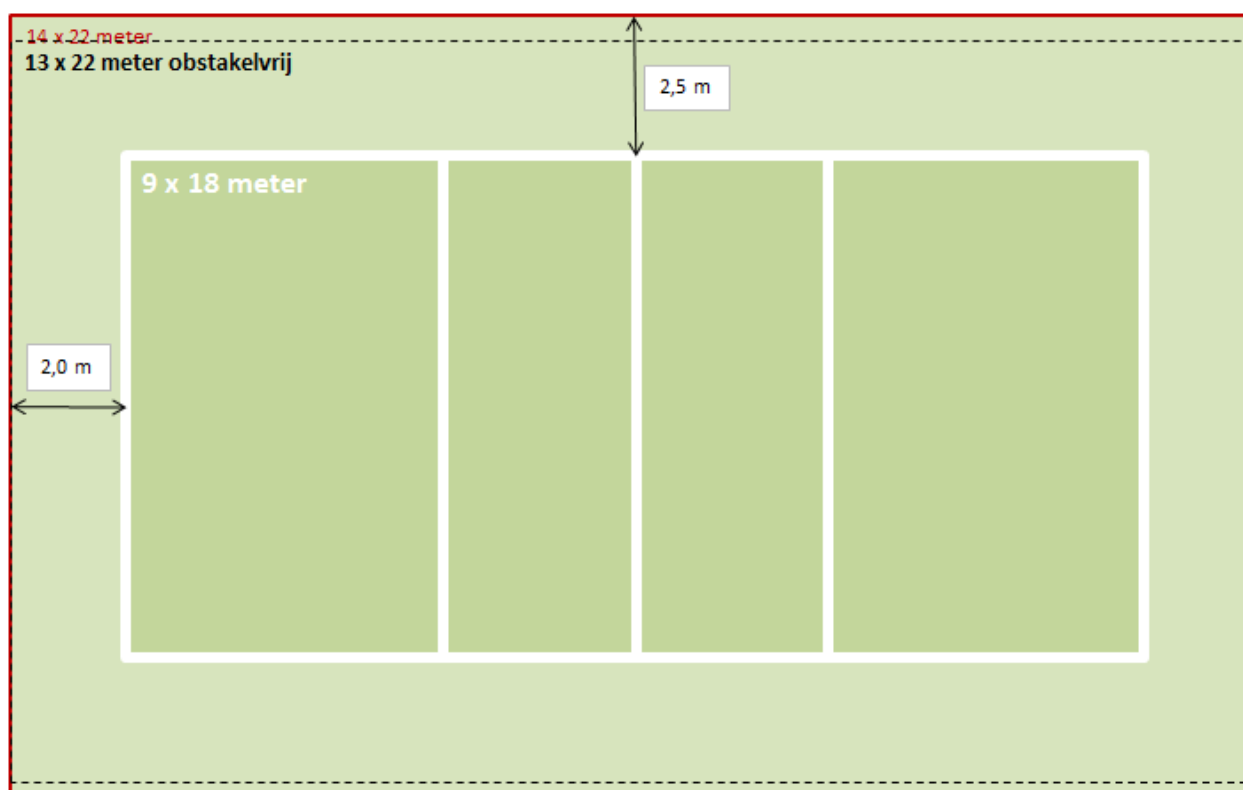 14 x 22 meter
13 x 22 meter obstakelvrij
2,5 m
9 x 18 meter
2,0 m